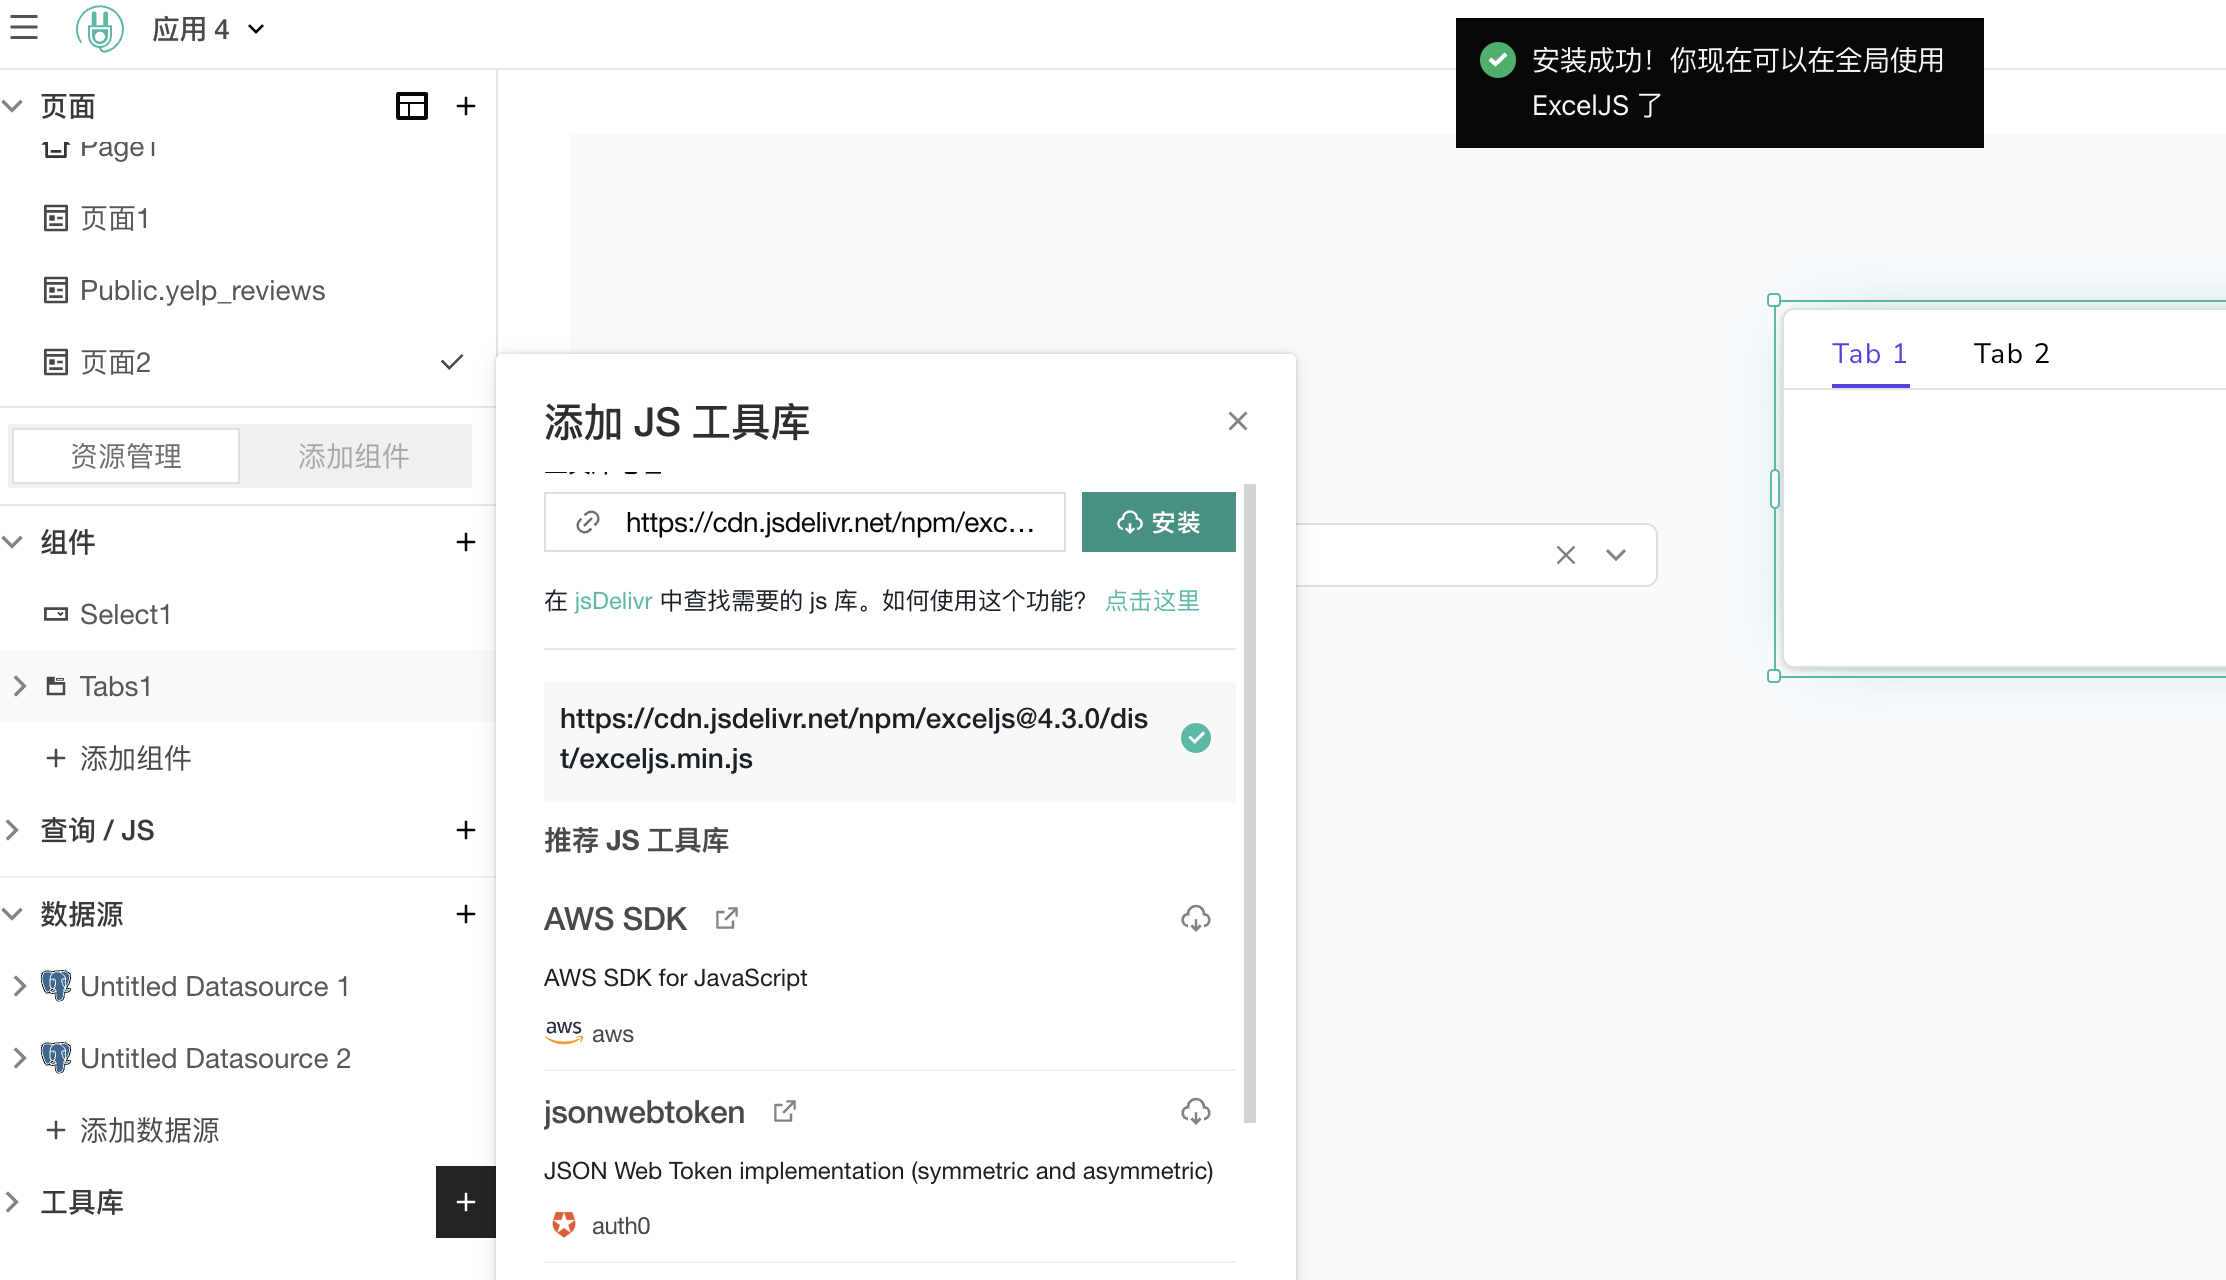 应用 4
安装成功！你现在可以在全局使用
ExcelJS 了
页面
Page1
页面1
Public.yelp_reviews
页面2
资源管理
添加组件
组件
Select1
Tabs1
添加组件
查询 / JS
数据源
Untitled Datasource 1
Untitled Datasource 2
添加数据源
工具库
添加 JS 工具库
https://cdn.jsdelivr.net/npm/exc...
安装
在 jsDelivr 中查找需要的 js 库。如何使用这个功能？ 点击这里
https://cdn.jsdelivr.net/npm/exceljs@4.3.0/dis
t/exceljs.min.js
推荐 JS 工具库
AWS SDK
AWS SDK for JavaScript
aws
aws
jsonwebtoken
JSON Web Token implementation (symmetric and asymmetric)
auth0
Tab 1
Tab 2